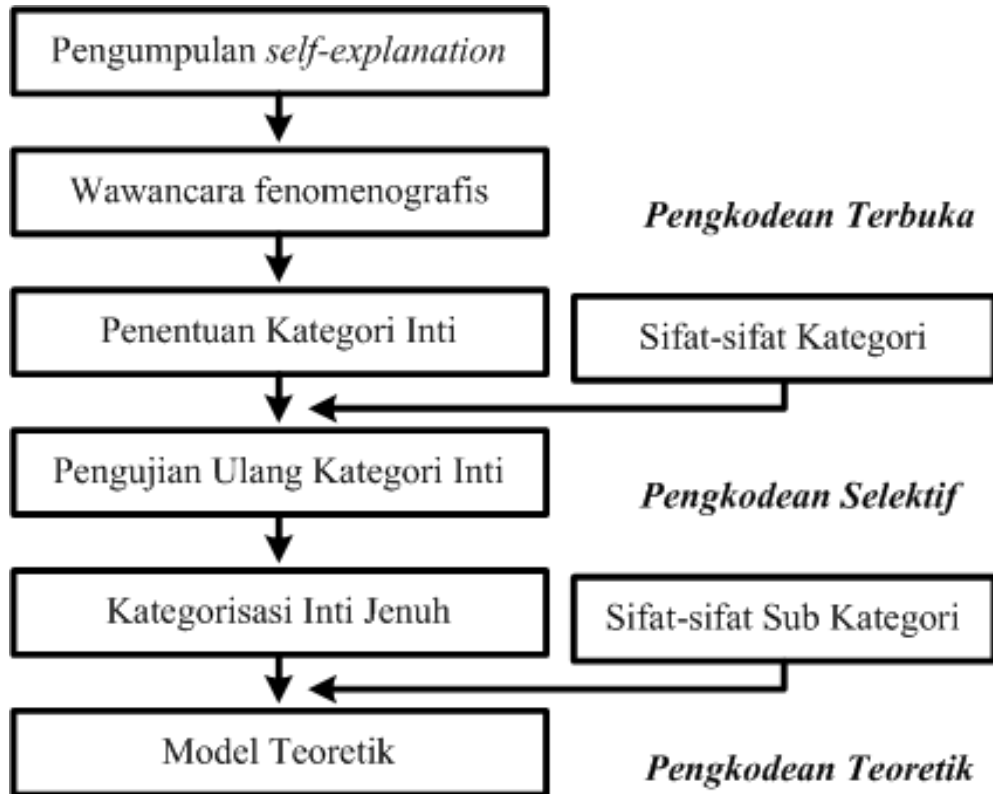 Pengumpulan self-explanation
Wawancara fenomenografis
Pengkodean Terbuka
Penentuan Kategori Inti
Sifat-sifat Kategori
Pengujian Ulang Kategori Inti
Pengkodean Selektif
Kategorisasi Inti Jenuh
Sifat-sifat Sub Kategori
Model Teoretik
Pengkodean Teoretik